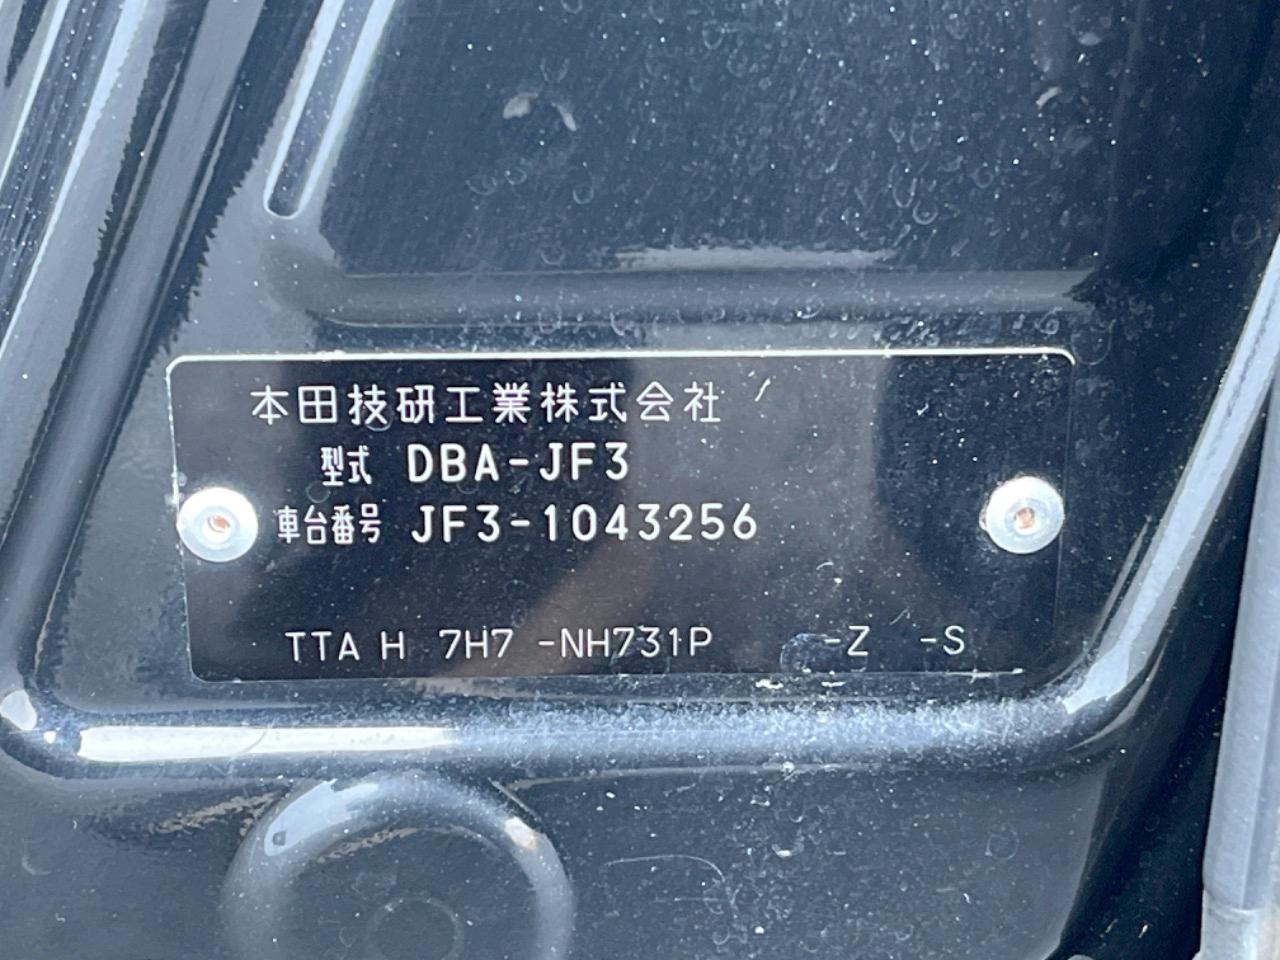 本田技研工業株式会社
型式 DBA-JF3
車台番号 JF3-1043256
TTA H 7H7 -NH731P -Z -S